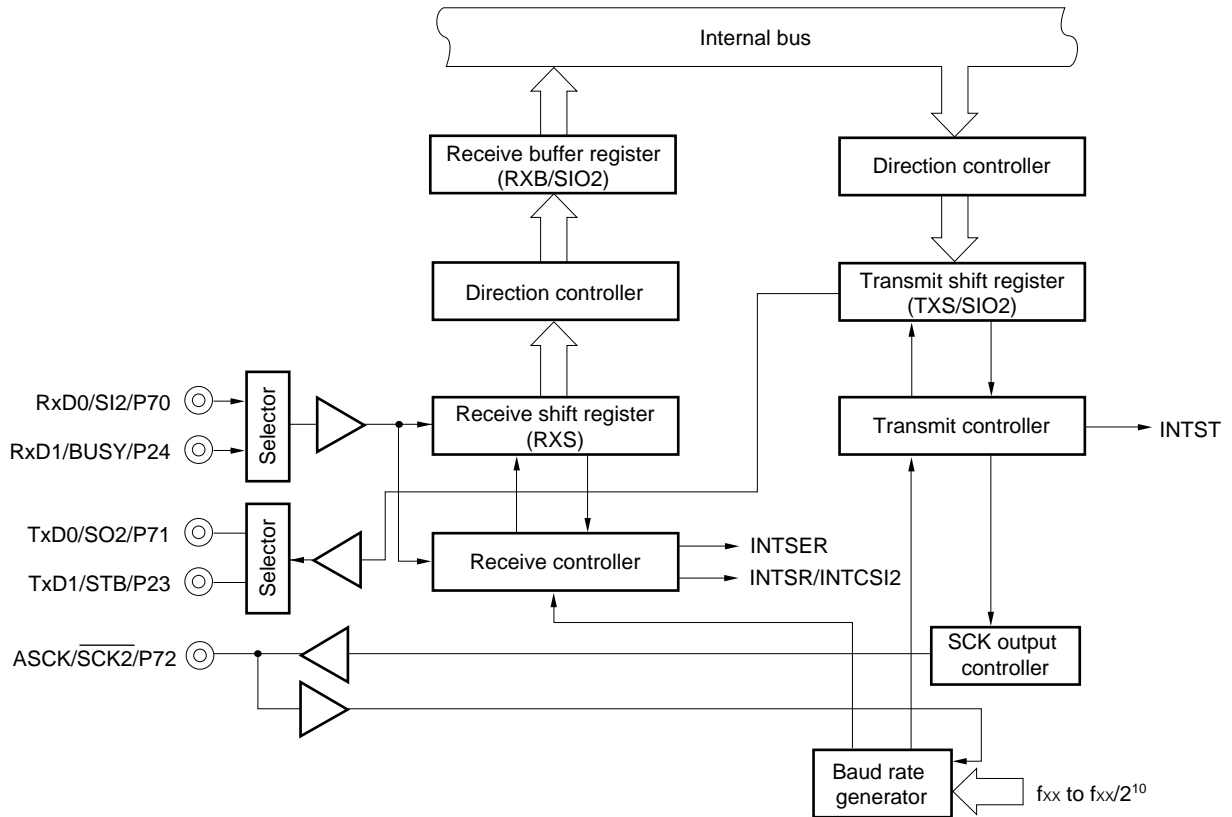 Internal bus
Receive buffer register
(RXB/SIO2)
Direction controller
Direction controller
Transmit shift register
(TXS/SIO2)
RxD0/SI2/P70
RxD1/BUSY/P24
Selector
Receive shift register
(RXS)
Transmit controller
INTST
TxD0/SO2/P71
TxD1/STB/P23
Selector
Receive controller
INTSER
INTSR/INTCSI2
ASCK/S̅C̅K̅2̅/P72
SCK output
controller
Baud rate
generator
fxx to fxx/2¹⁰